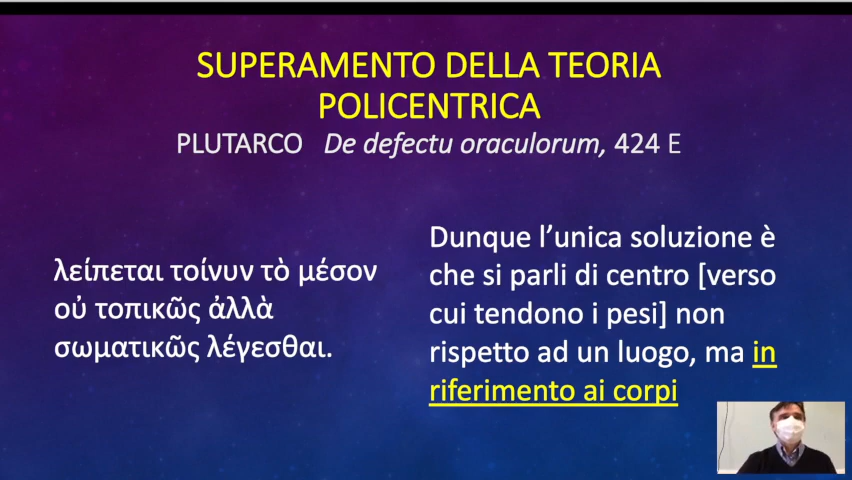 SUPERAMENTO DELLA TEORIA
POLICENTRICA
PLUTARCO De defectu oraculorum, 424 E
λείπεται τοίνυν τὸ μέσον
οὐ τοπικῶς ἀλλὰ
σωματικῶς λέγεσθαι.
Dunque l’unica soluzione è
che si parli di centro [verso
cui tendono i pesi] non
rispetto ad un luogo, ma in
riferimento ai corpi